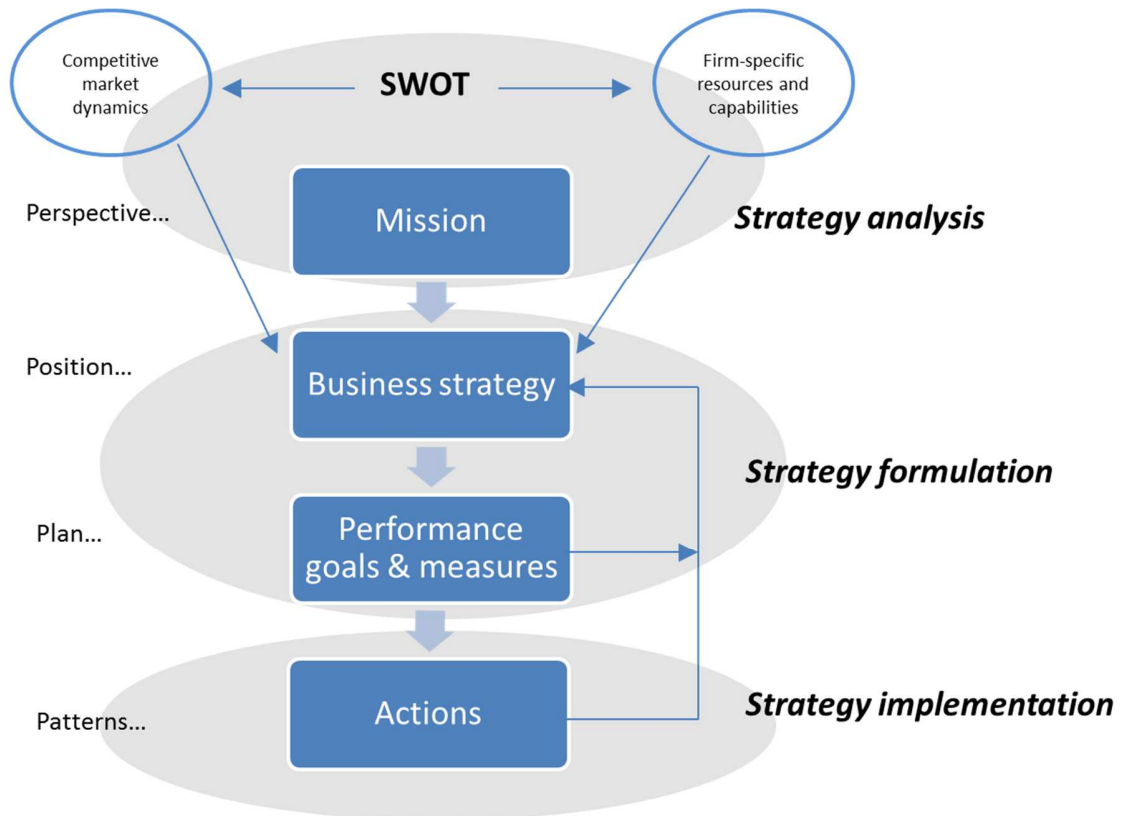 Competitive
market
dynamics
SWOT
Firm-specific
resources and
capabilities
Perspective...
Mission
Strategy analysis
Position...
Business strategy
Strategy formulation
Plan...
Performance
goals & measures
Patterns...
Actions
Strategy implementation